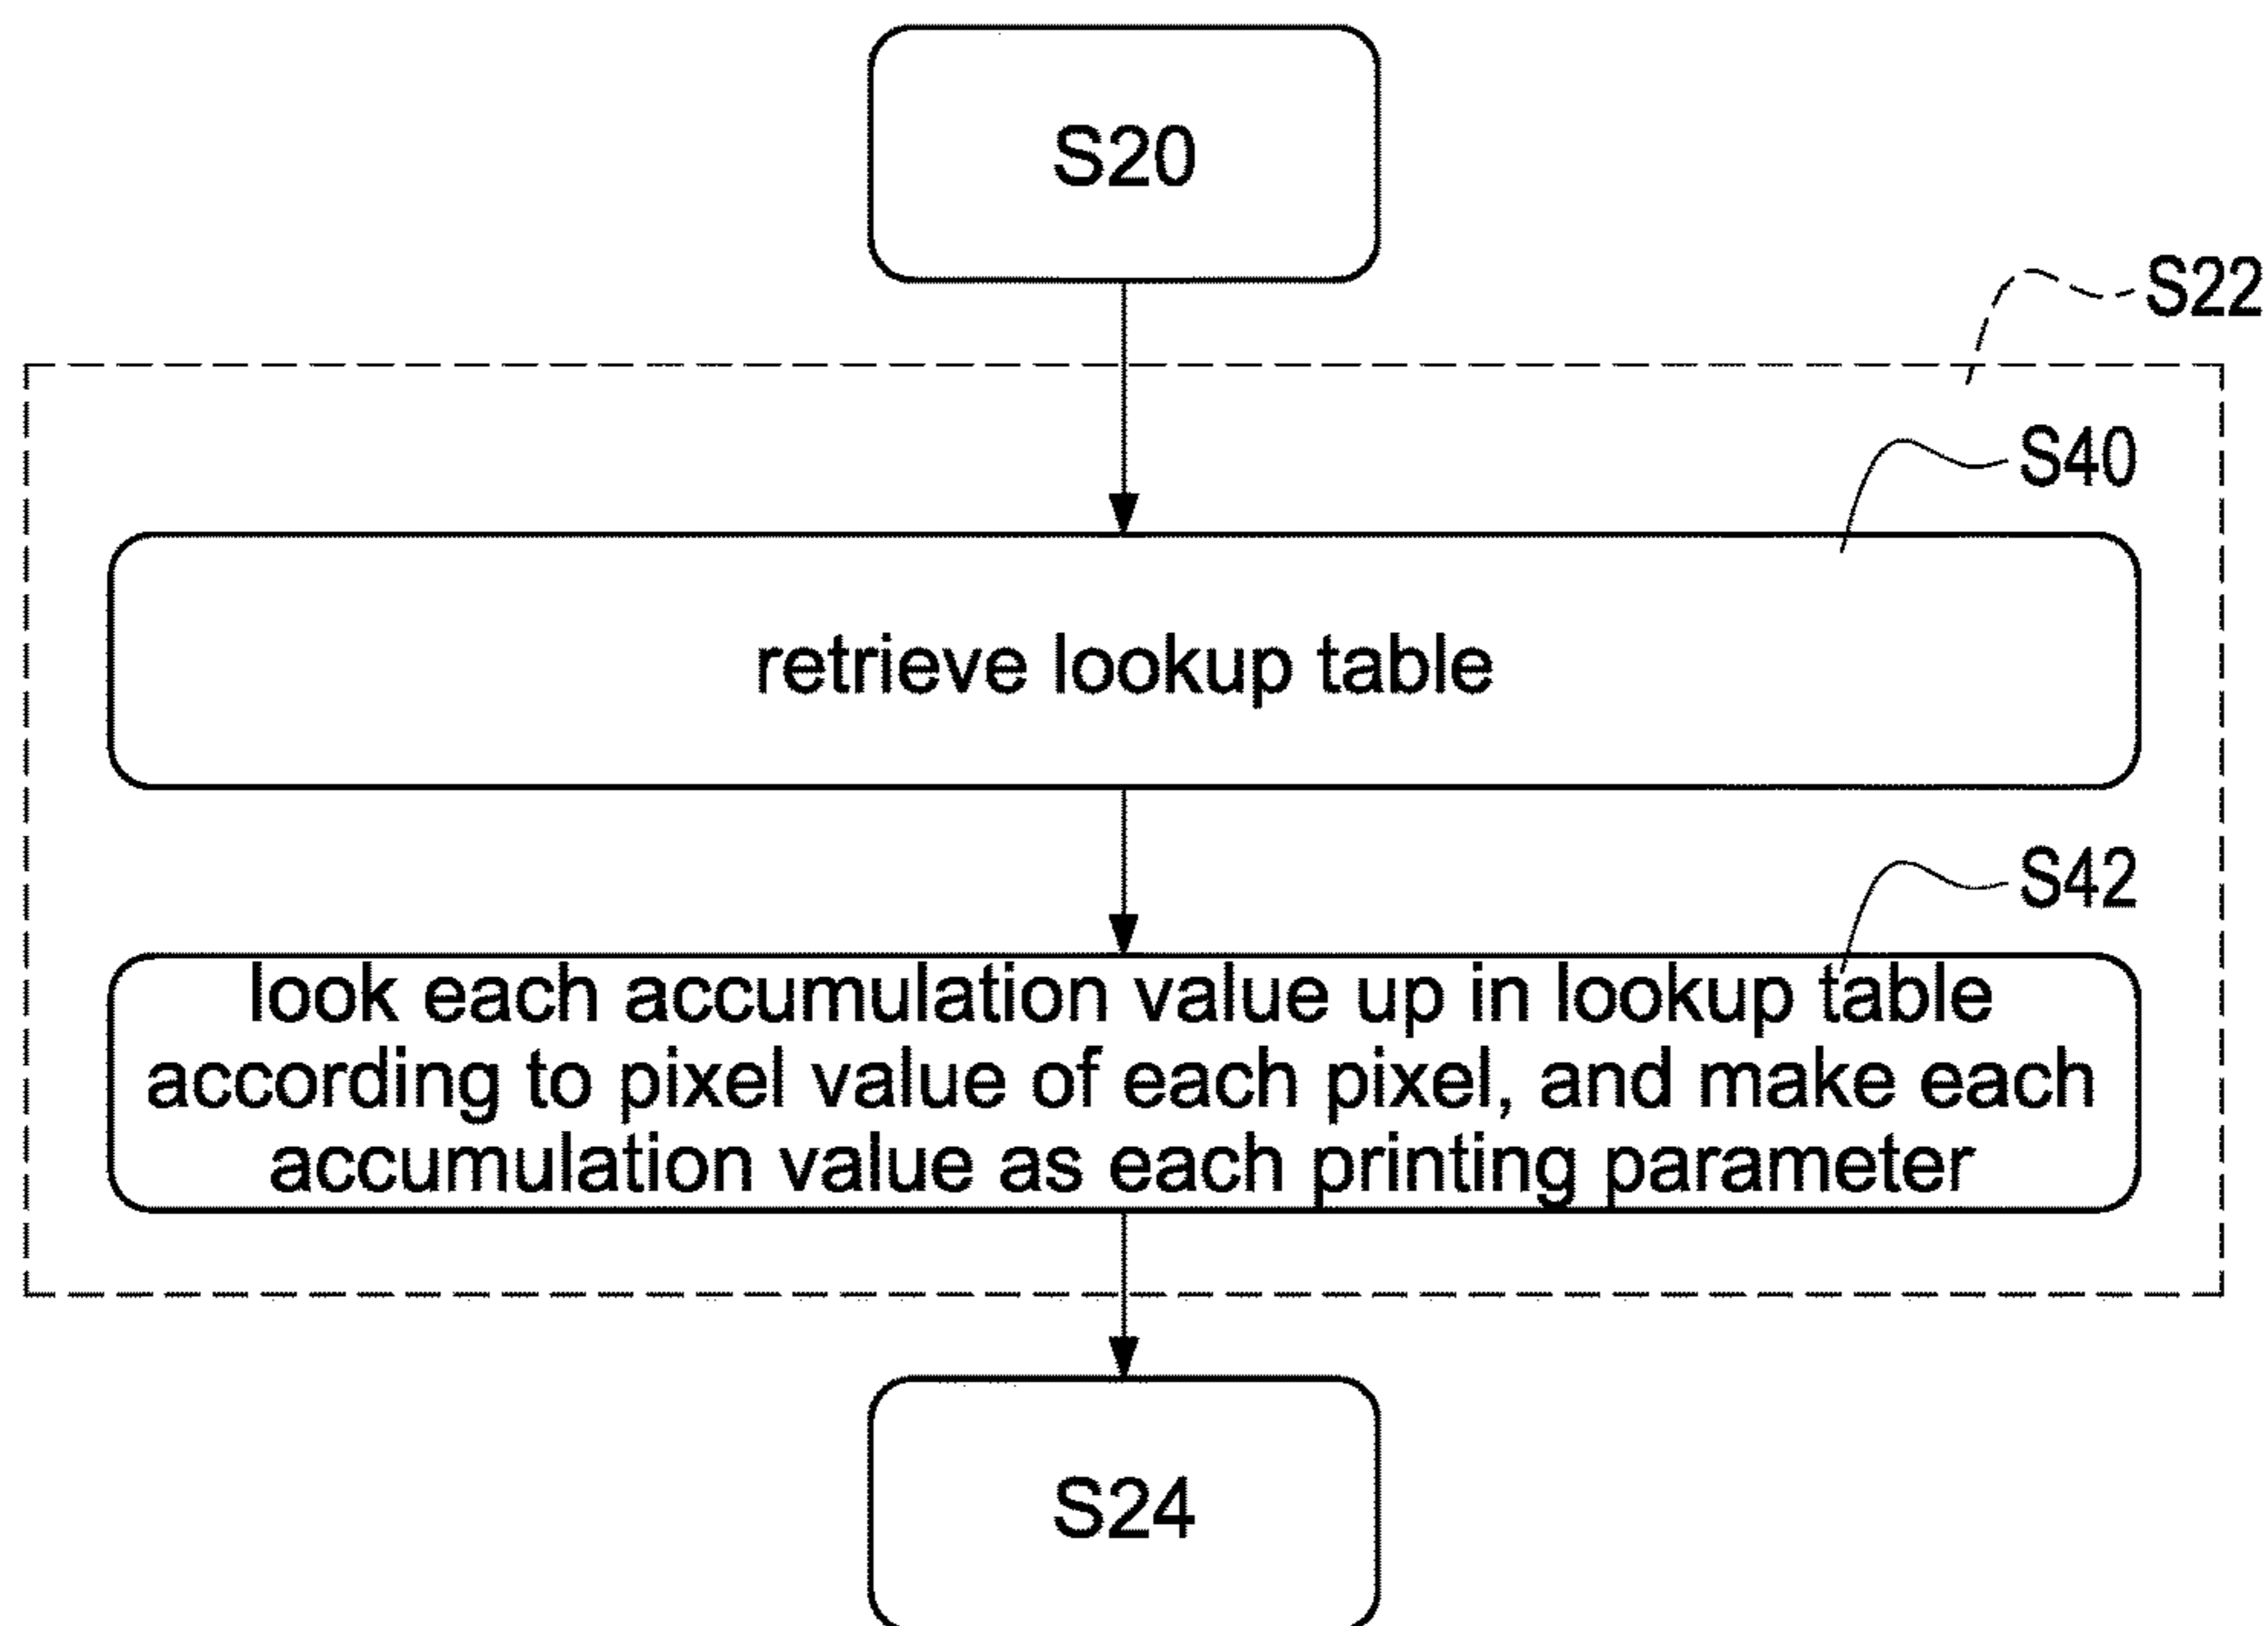 S20
S22
S40
retrieve lookup table
S42
look each accumulation value up in lookup table
according to pixel value of each pixel, and make each
accumulation value as each printing parameter
S24